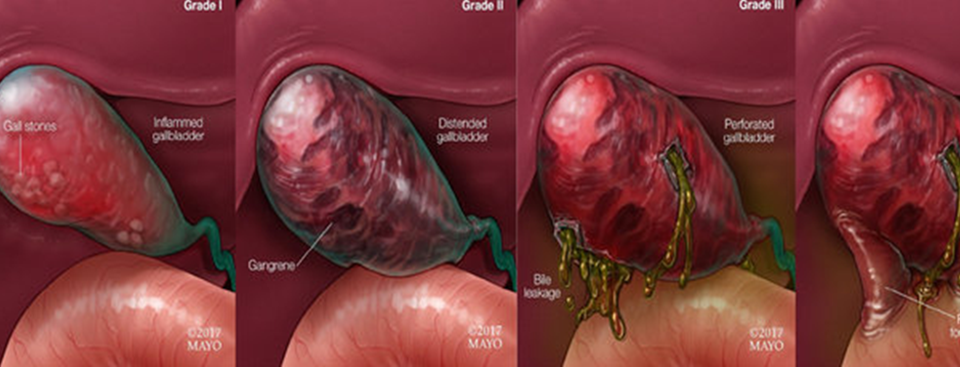 Grade I
Gall stones
Inflammed
gallbladder
©2017
MAYO
Grade II
Distended
gallbladder
Gangrene
©2017
MAYO
Grade III
Perforated
gallbladder
Bile
leakage
©2017
MAYO